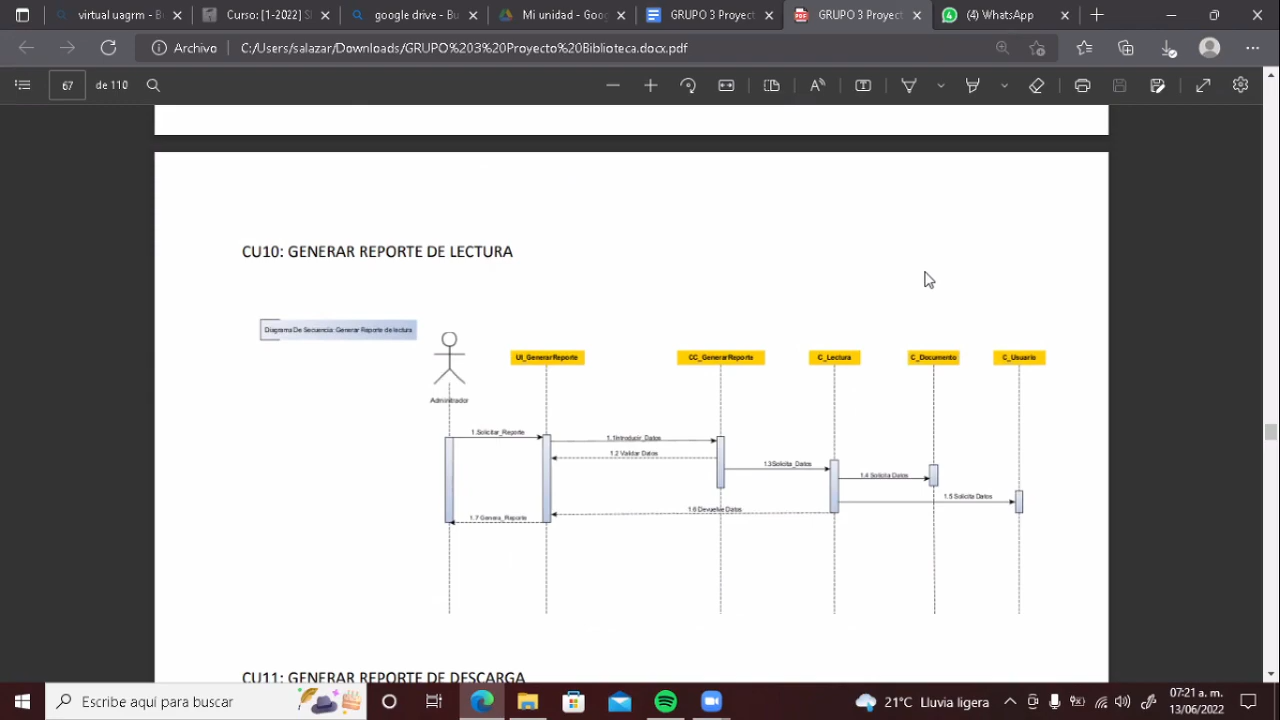 virtual uagrm - Bu
Curso: [1-2022] SI
google drive - Bu
Mi unidad - Goog
GRUPO 3 Proyect
GRUPO 3 Proyect
(4) WhatsApp
Archivo
C:/Users/salazar/Downloads/GRUPO%203%20Proyecto%20Biblioteca.docx.pdf
67 de 110
CU10: GENERAR REPORTE DE LECTURA
Diagrama De Secuencia: Generar Reporte de lectura
UI_GenerarReporte
CC_GenerarReporte
C_Lectura
C_Documento
C_Usuario
1.Solicitar_Reporte
1.1Introducir_Datos
1.2 Validar Datos
1.3Solicita_Datos
1.4 Solicita Datos
1.5 Solicita Datos
1.6 Devuelve Datos
1.7 Genera_Reporte
CU11: GENERAR REPORTE DE DESCARGA
Escribe aquí para buscar
21°C Lluvia ligera
07:21 a. m.
13/06/2022